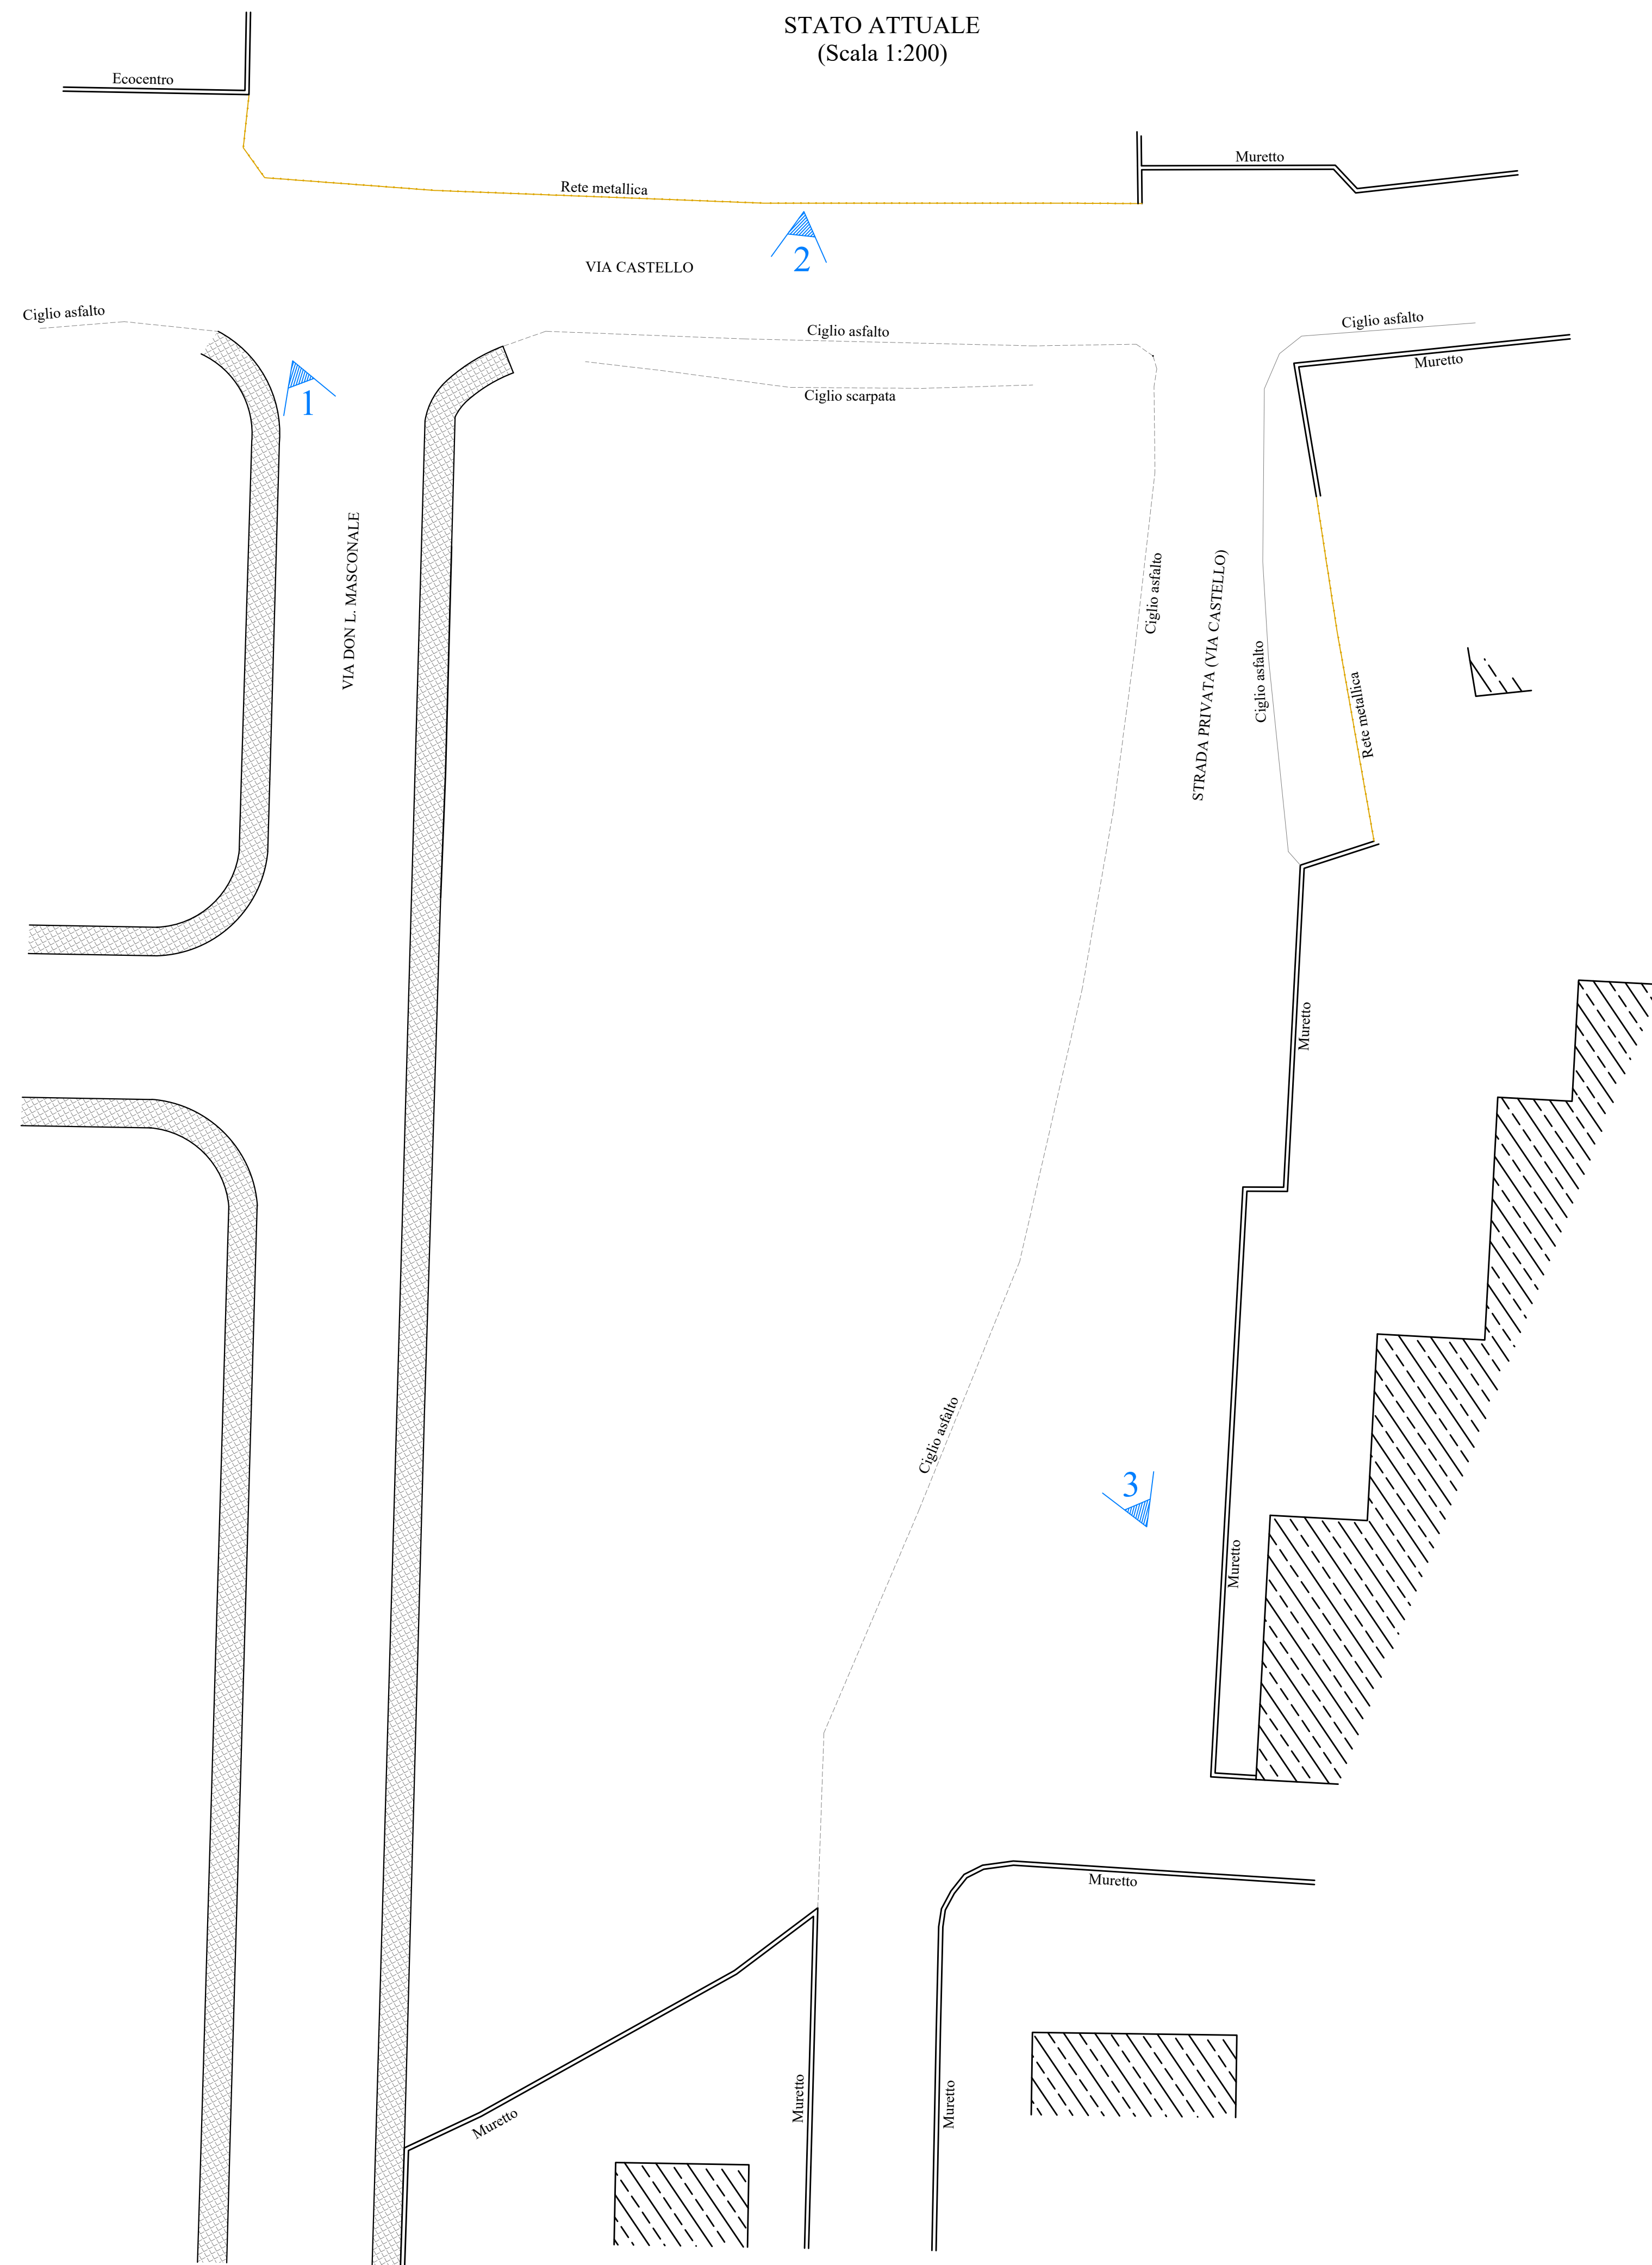 STATO ATTUALE
(Scala 1:200)
Ecocentro
Muretto
Rete metallica
2
VIA CASTELLO
Ciglio asfalto
Ciglio asfalto
Ciglio asfalto
Muretto
Ciglio scarpata
1
VIA DON L. MASCONALE
Ciglio asfalto
STRADA PRIVATA (VIA CASTELLO)
Ciglio asfalto
Rete metallica
Muretto
Ciglio asfalto
3
Muretto
Muretto
Muretto
Muretto
Muretto